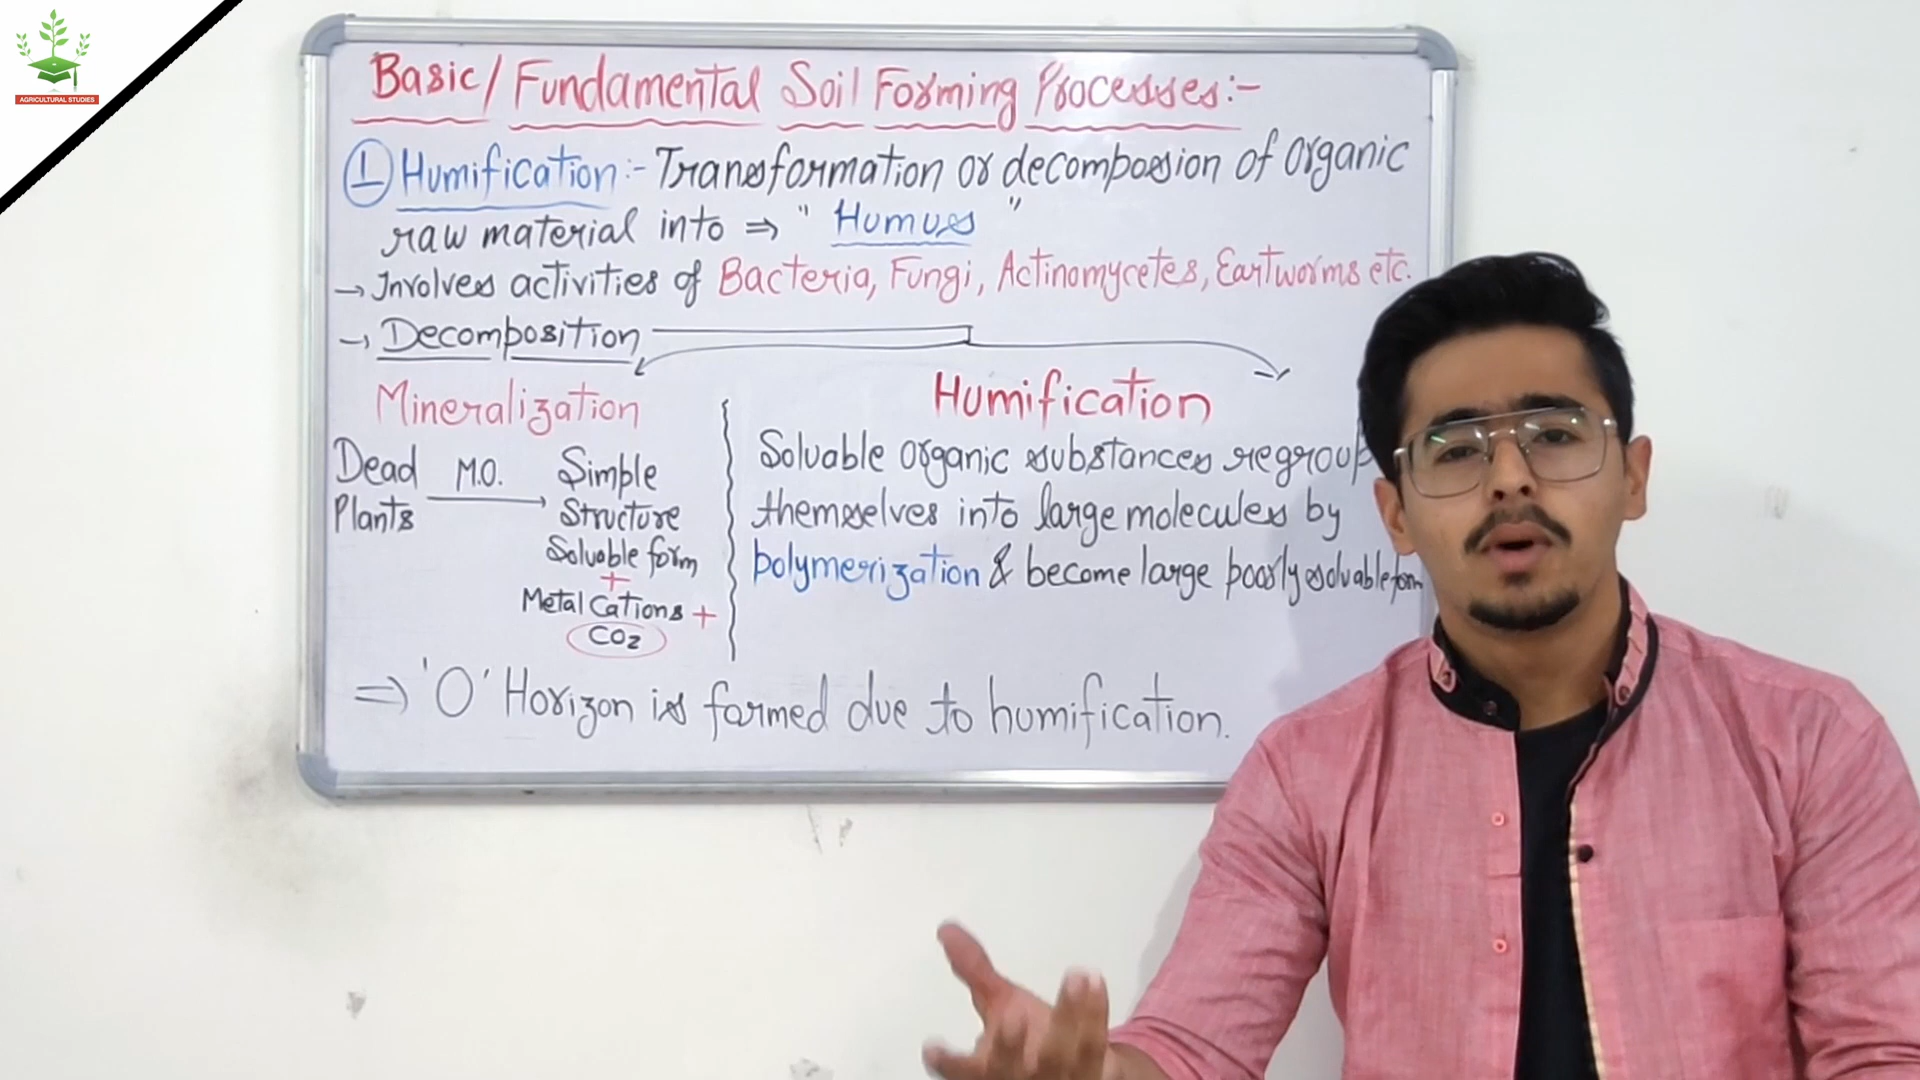 AGRICULTURAL STUDIES
Basic/Fundamental Soil Forming Processes:-
1 Humification:- Transformation or decomposion of organic
raw material into ⇒ " Humus "
→ Involves activities of Bacteria, Fungi, Actinomycetes, Eartworms etc.
→ Decomposition
Mineralization
Dead M.O. Simple
Plants Structure
Soluable form
+
Metal Cations +
CO₂
Humification
Soluable organic substances regroup
themselves into large molecules by
polymerization & become large poorly soluable form
⇒ 'O' Horizon is formed due to humification.